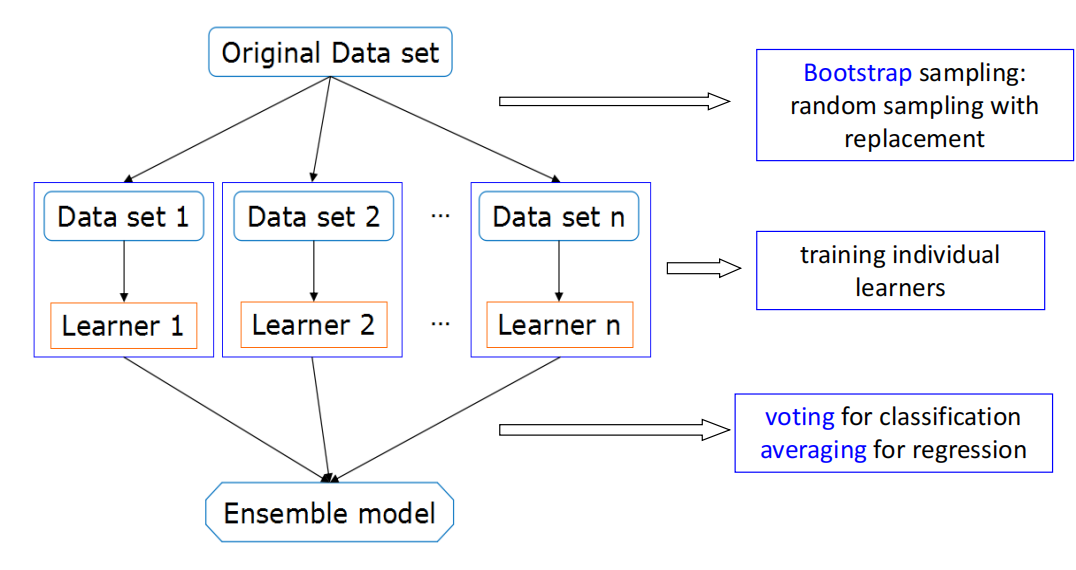 Original Data set
Bootstrap sampling:
random sampling with
replacement
Data set 1
Data set 2
...
Data set n
training individual
learners
Learner 1
Learner 2
...
Learner n
voting for classification
averaging for regression
Ensemble model